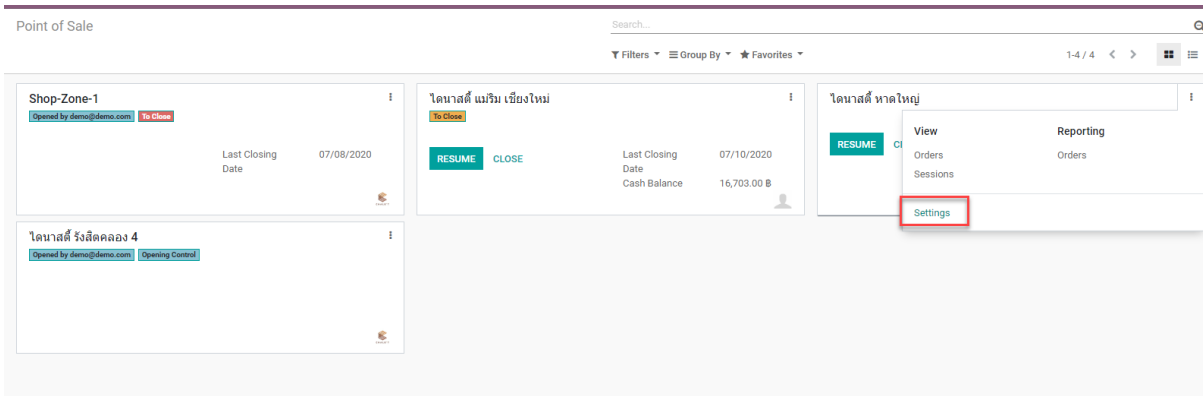 Point of Sale
Search...
Filters Group By Favorites
1-4 / 4
Shop-Zone-1
Opened by demo@demo.com To Close
Last Closing Date 07/08/2020
ไดนาสตี้ แม่ริม เชียงใหม่
To Close
RESUME CLOSE
Last Closing Date 07/10/2020
Cash Balance 16,703.00 ฿
ไดนาสตี้ หาดใหญ่
RESUME
View
Orders
Sessions
Reporting
Orders
Settings
ไดนาสตี้ รังสิตคลอง 4
Opened by demo@demo.com Opening Control